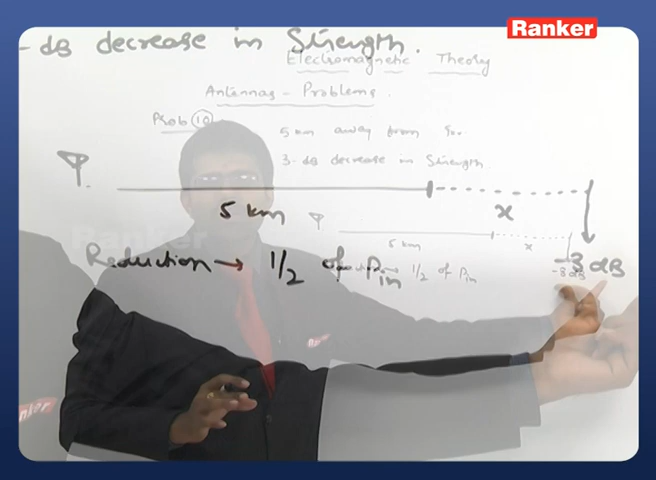 Ranker
- dB decrease in Strength.
Electromagnetic Theory
Antennas - Problems.
Prob 10
5 km away from
3-dB decrease in Strength
5 km
x
Ranker
5 km
x
Reduction → 1/2 of Pin
-3 dB
1/2 of Pin
-3 dB